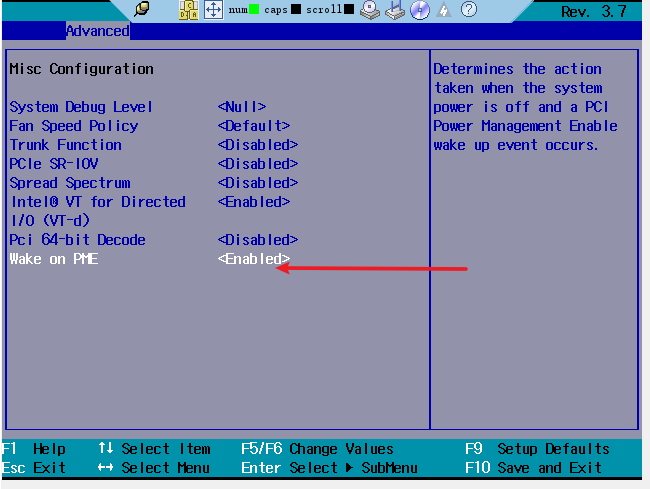 num caps scroll
Rev. 3.7
Advanced
Misc Configuration
System Debug Level <Null>
Fan Speed Policy <Default>
Trunk Function <Disabled>
PCIe SR-IOV <Disabled>
Spread Spectrum <Disabled>
Intel® VT for Directed <Enabled>
I/O (VT-d)
Pci 64-bit Decode <Disabled>
Wake on PME <Enabled>
Determines the action
taken when the system
power is off and a PCI
Power Management Enable
wake up event occurs.
F1 Help ↑↓ Select Item F5/F6 Change Values F9 Setup Defaults
Esc Exit ↔ Select Menu Enter Select ▶ SubMenu F10 Save and Exit